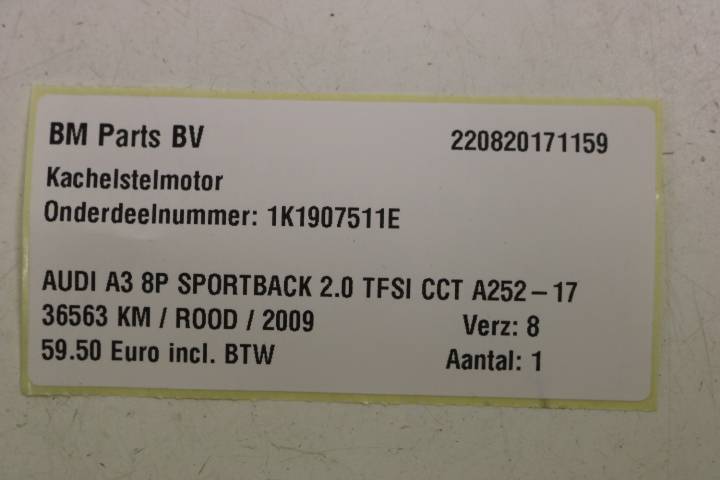 BM Parts BV 220820171159
Kachelstelmotor
Onderdeelnummer: 1K1907511E
AUDI A3 8P SPORTBACK 2.0 TFSI CCT A252-17
36563 KM / ROOD / 2009 Verz: 8
59.50 Euro incl. BTW Aantal: 1